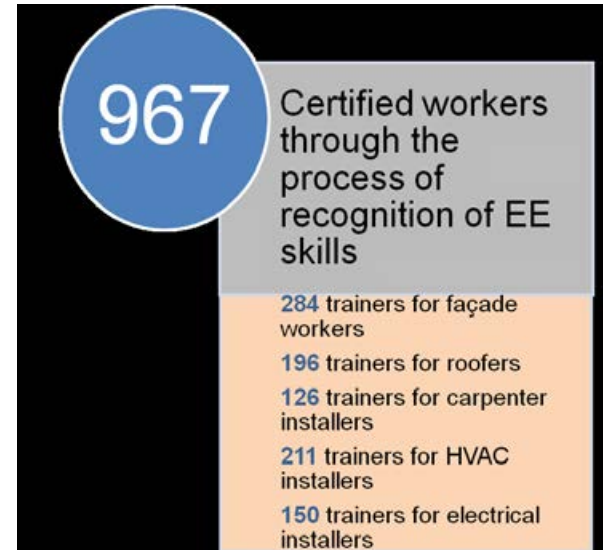 967
Certified workers
through the
process of
recognition of EE
skills
284 trainers for façade
workers
196 trainers for roofers
126 trainers for carpenter
installers
211 trainers for HVAC
installers
150 trainers for electrical
installers